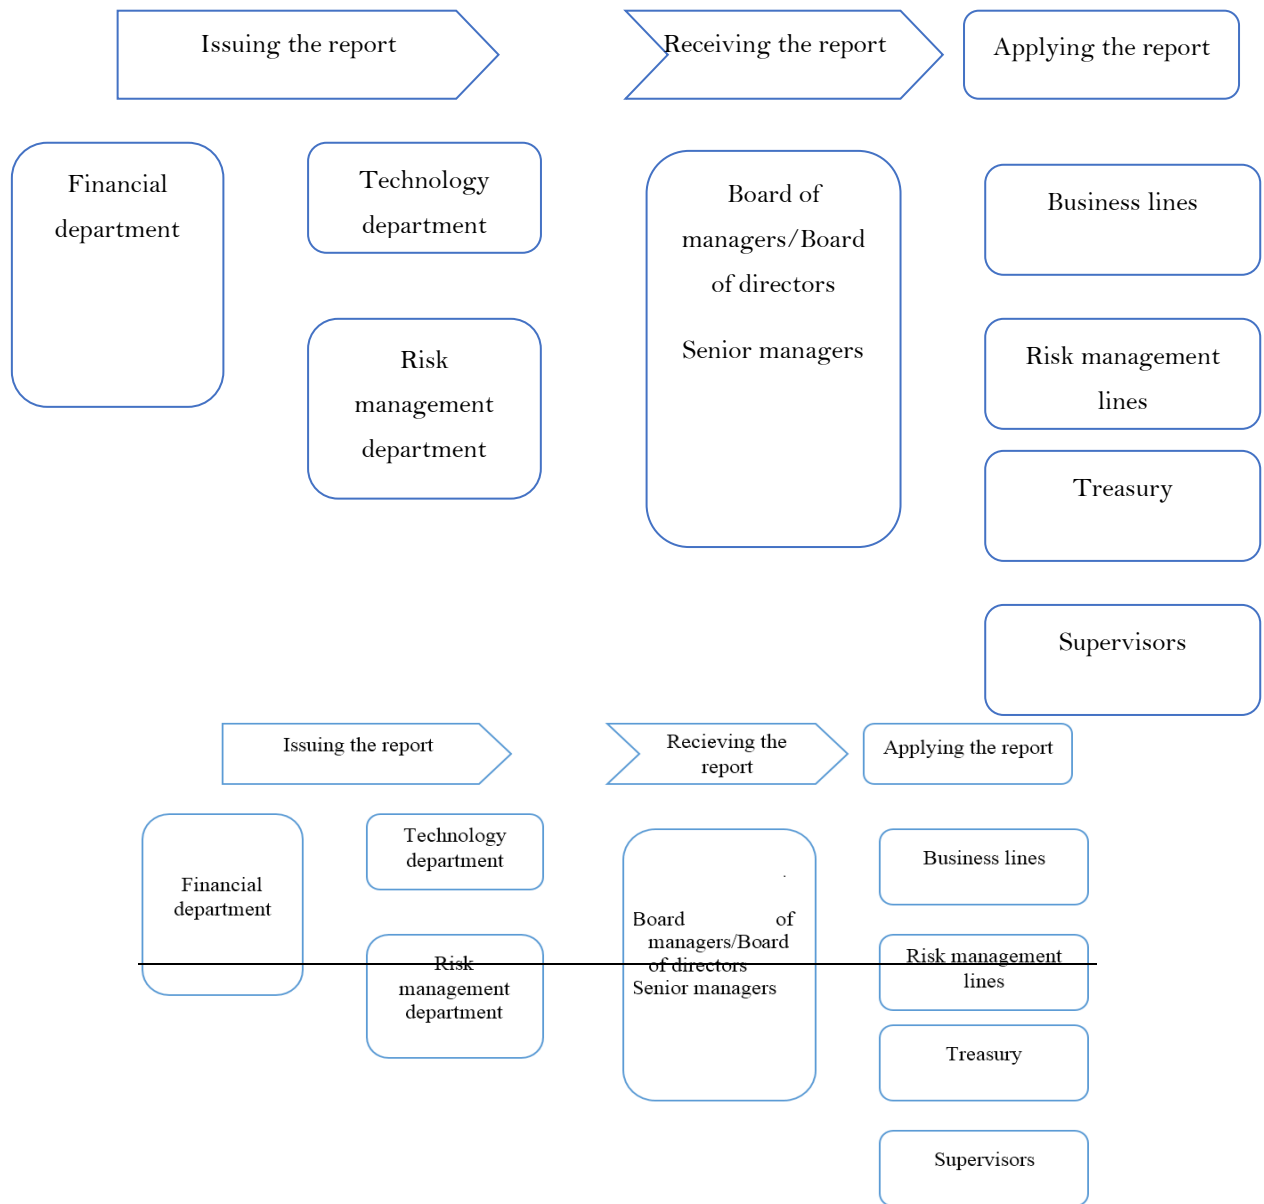 Issuing the report
Receiving the report
Applying the report
Financial
department
Technology
department
Risk
management
department
Board of
managers/Board
of directors
Senior managers
Business lines
Risk management
lines
Treasury
Supervisors
Issuing the report
Recieving the
report
Applying the report
Financial
department
Technology
department
Risk
management
department
Board of
managers/Board
of directors
Senior managers
Business lines
Risk management
lines
Treasury
Supervisors